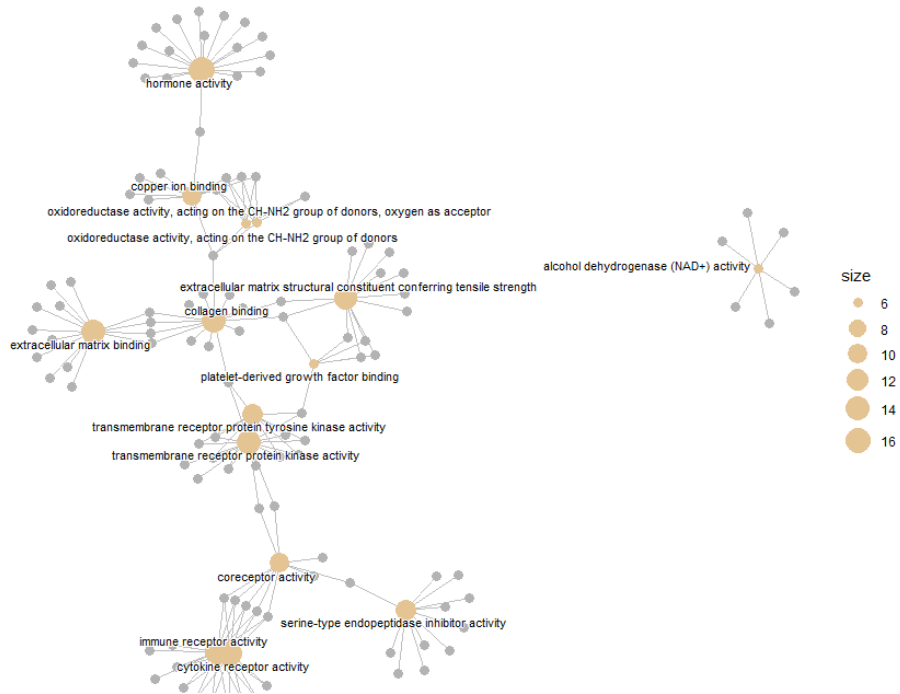 hormone activity
copper ion binding
oxidoreductase activity, acting on the CH-NH2 group of donors, oxygen as acceptor
oxidoreductase activity, acting on the CH-NH2 group of donors
alcohol dehydrogenase (NAD+) activity
size
6
8
10
12
14
16
extracellular matrix structural constituent conferring tensile strength
collagen binding
extracellular matrix binding
platelet-derived growth factor binding
transmembrane receptor protein tyrosine kinase activity
transmembrane receptor protein kinase activity
coreceptor activity
serine-type endopeptidase inhibitor activity
immune receptor activity
cytokine receptor activity